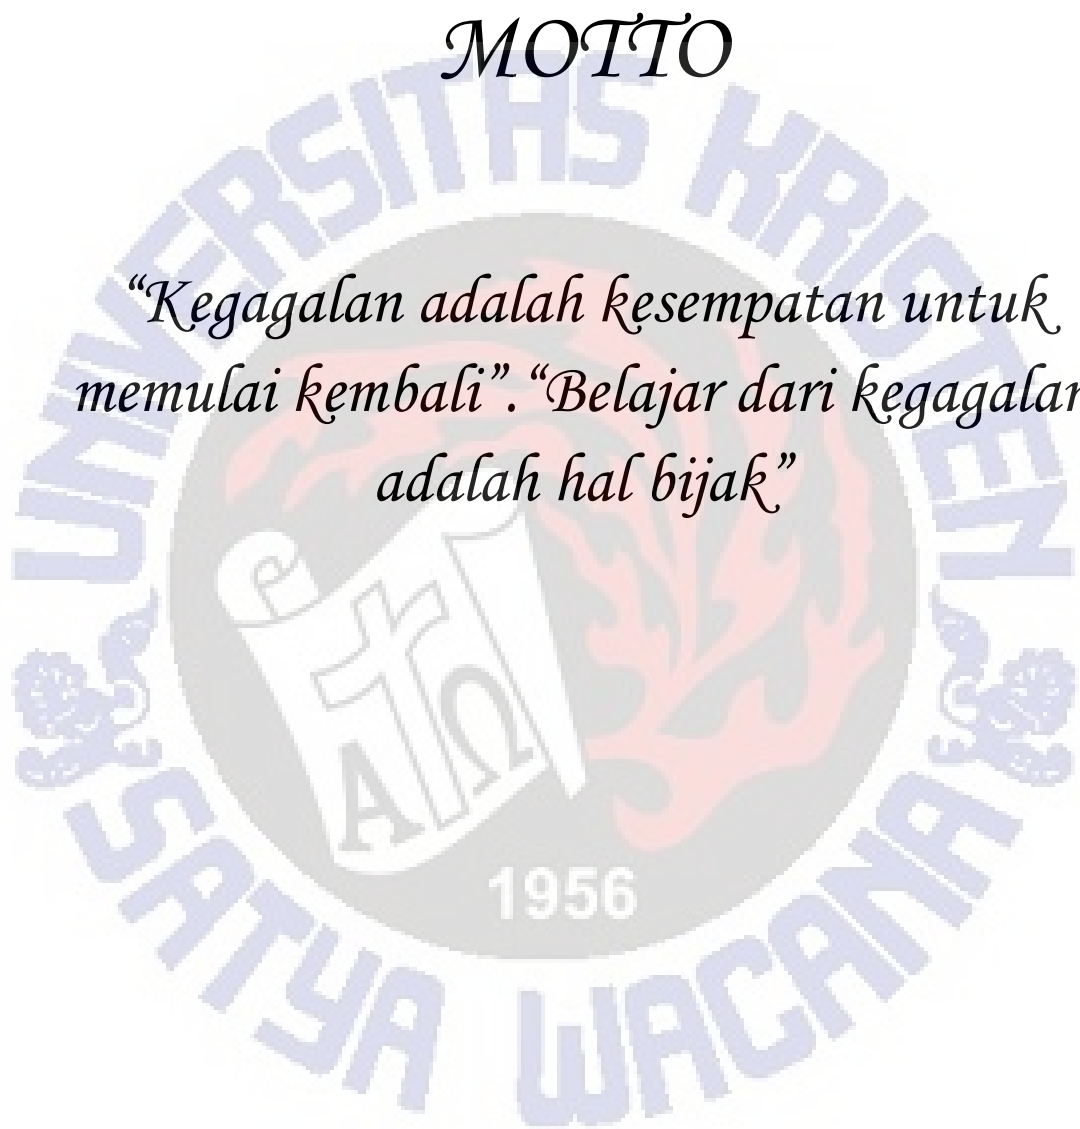 MOTTO
UNIVERSITAS KRISTEN
“Kegagalan adalah kesempatan untuk
memulai kembali”.“Belajar dari kegagalan
adalah hal bijak”
Α Ω
1956
SATYA WACANA